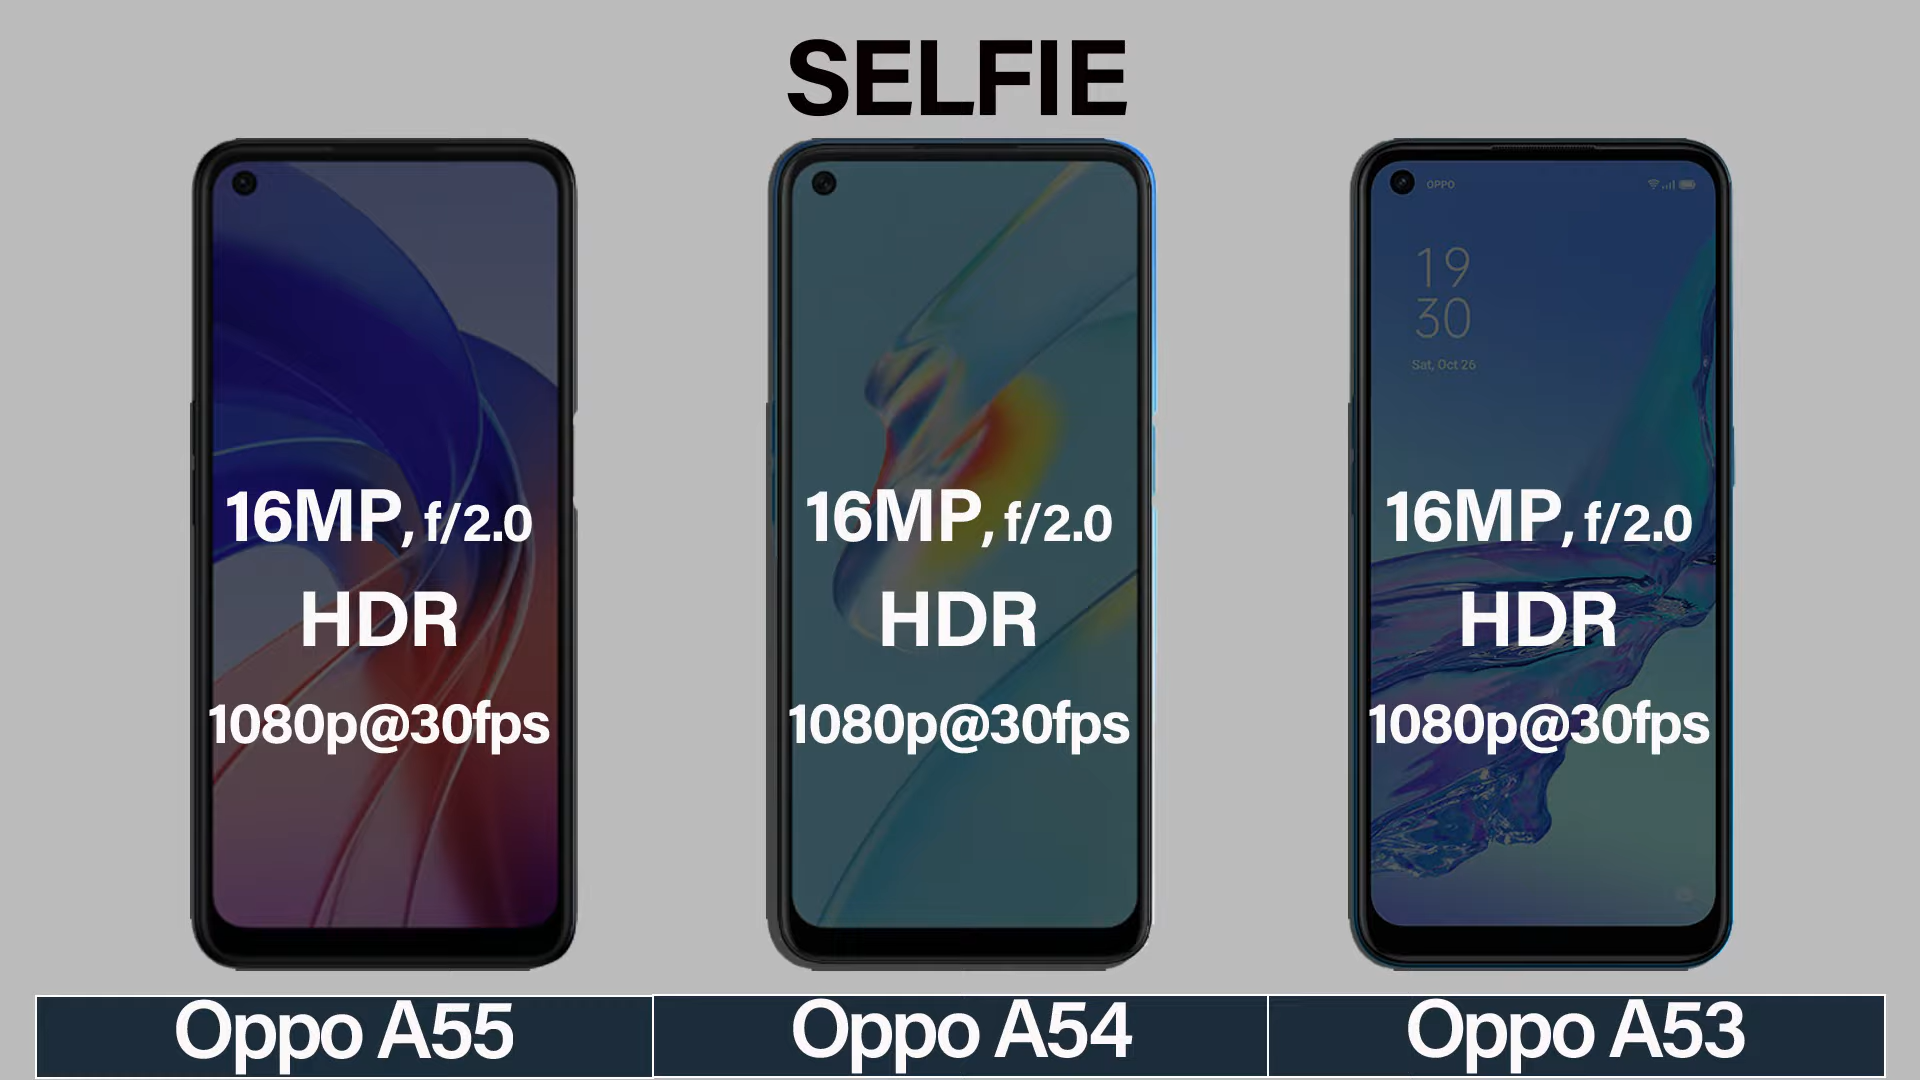 SELFIE
OPPO
19
30
Sat, Oct 26
16MP, f/2.0
HDR
1080p@30fps
16MP, f/2.0
HDR
1080p@30fps
16MP, f/2.0
HDR
1080p@30fps
Oppo A55
Oppo A54
Oppo A53